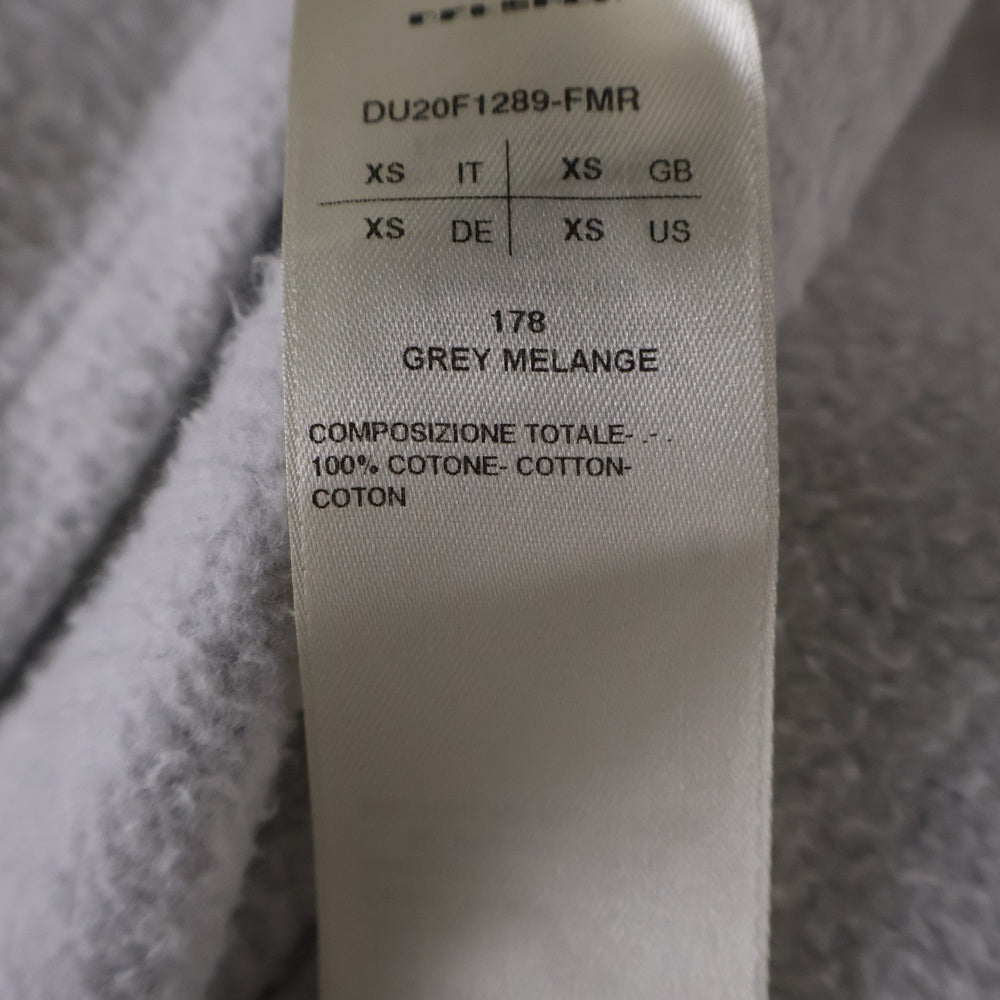 DU20F1289-FMR
XS IT XS GB
XS DE XS US
178
GREY MELANGE
COMPOSIZIONE TOTALE- .- .
100% COTONE- COTTON-
COTON